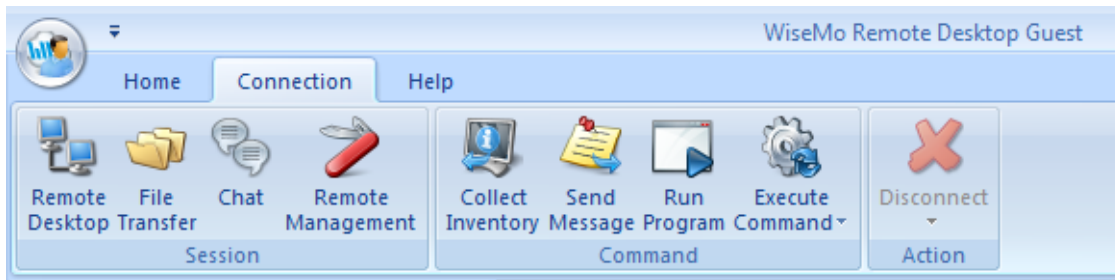 WiseMo Remote Desktop Guest
Home Connection Help
Remote Desktop
File Transfer
Chat
Remote Management
Collect Inventory
Send Message
Run Program
Execute Command
Disconnect
Session Command Action